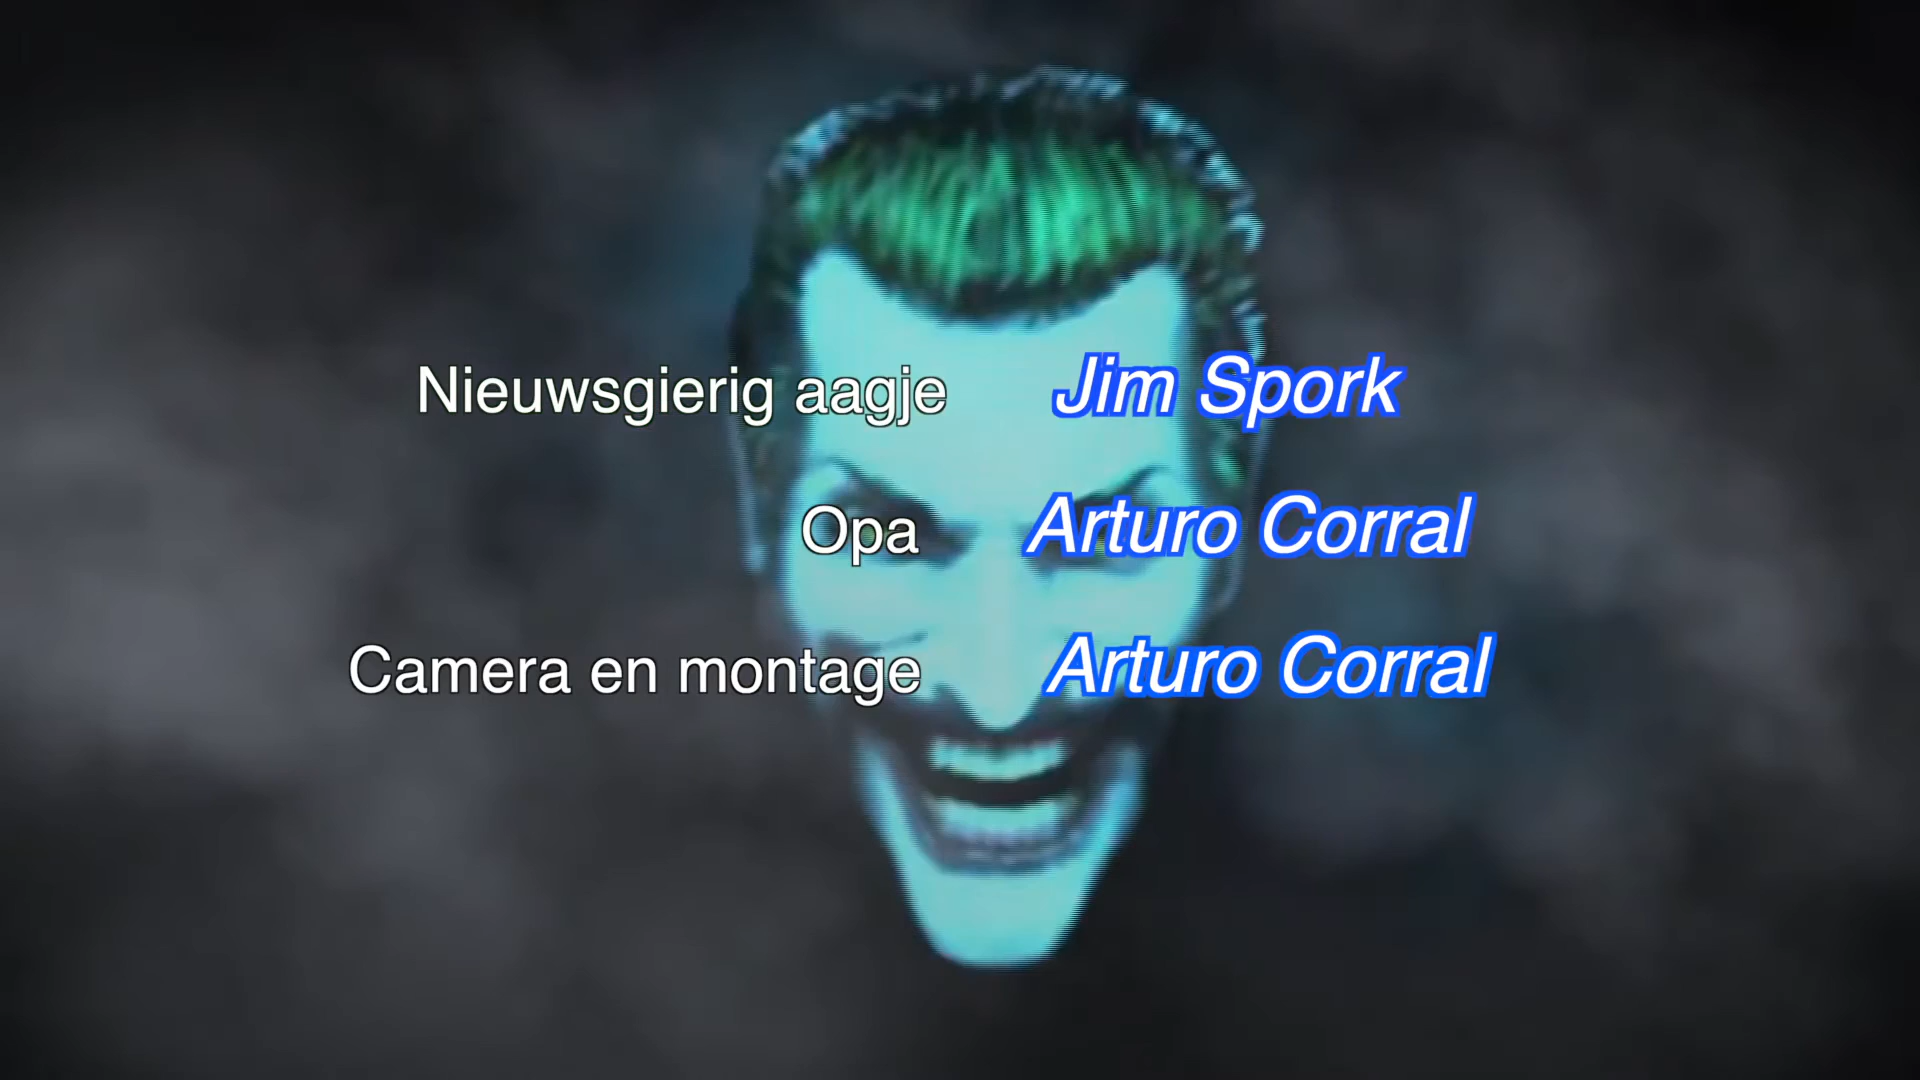 Nieuwsgierig aagje Jim Spork
Opa Arturo Corral
Camera en montage Arturo Corral